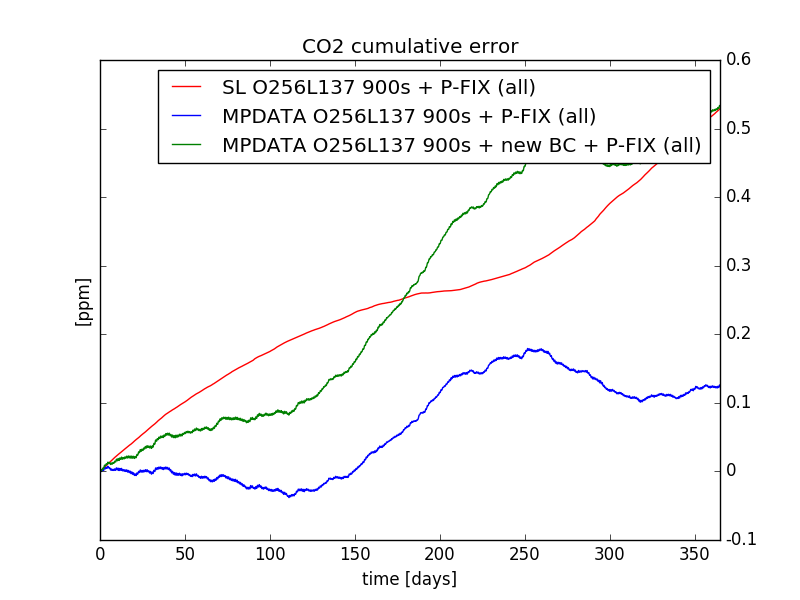 CO2 cumulative error
SL O256L137 900s + P-FIX (all)
MPDATA O256L137 900s + P-FIX (all)
MPDATA O256L137 900s + new BC + P-FIX (all)
[ppm]
0.6
0.5
0.4
0.3
0.2
0.1
0
-0.1
0 50 100 150 200 250 300 350
time [days]